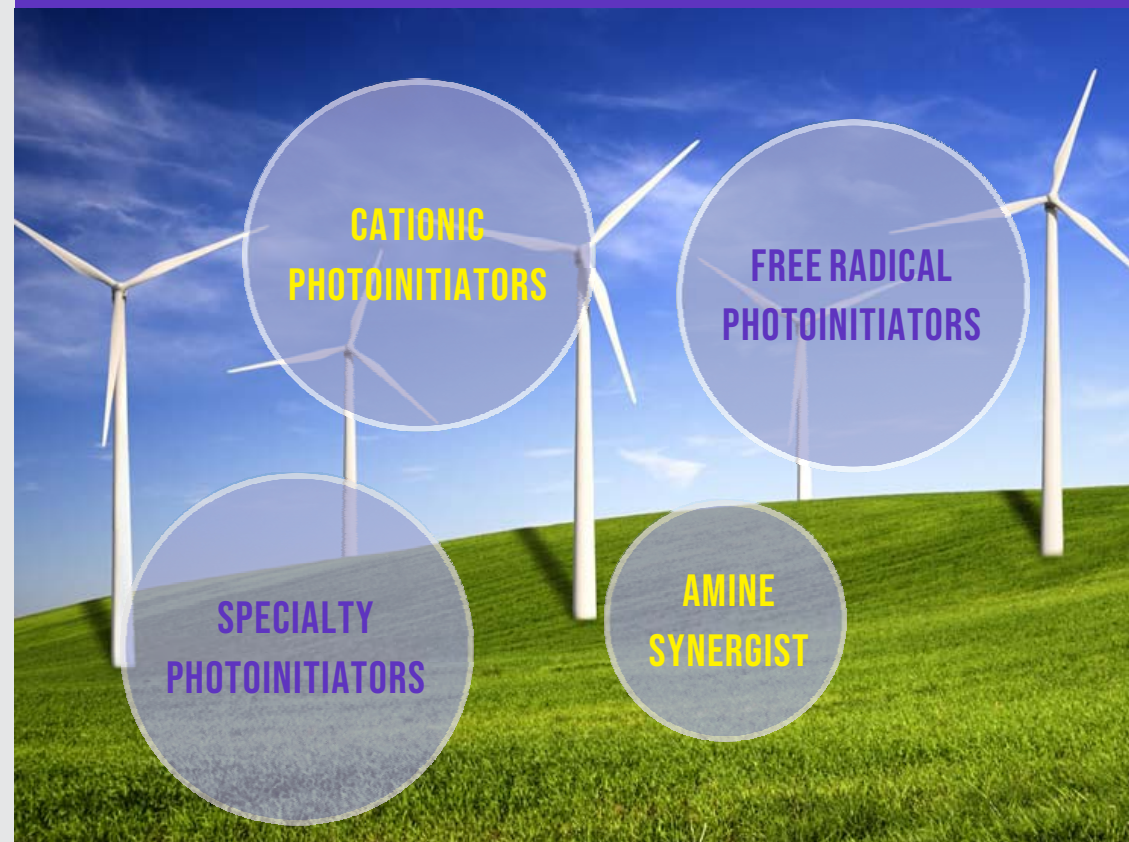 CATIONIC
PHOTOINITIATORS
FREE RADICAL
PHOTOINITIATORS
SPECIALTY
PHOTOINITIATORS
AMINE
SYNERGIST